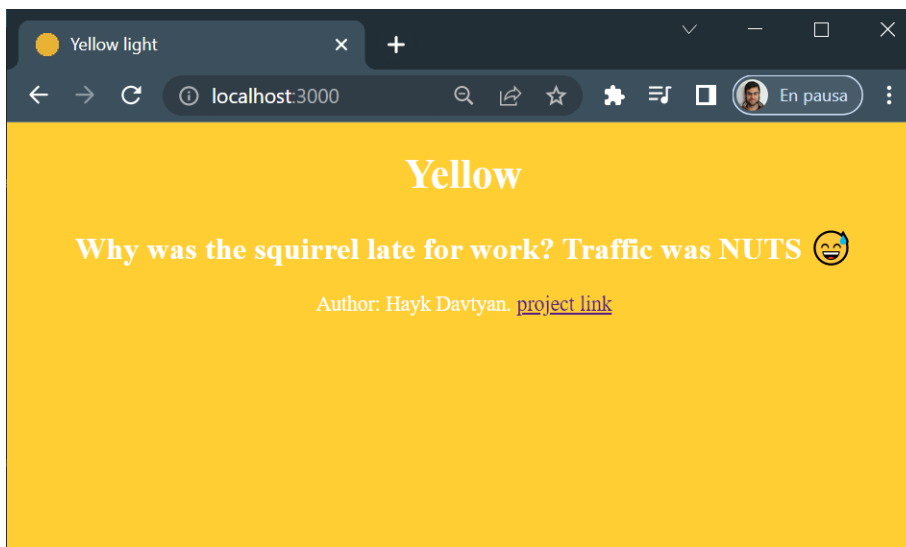 Yellow light
localhost:3000
En pausa
Yellow
Why was the squirrel late for work? Traffic was NUTS 😅
Author: Hayk Davtyan. project link